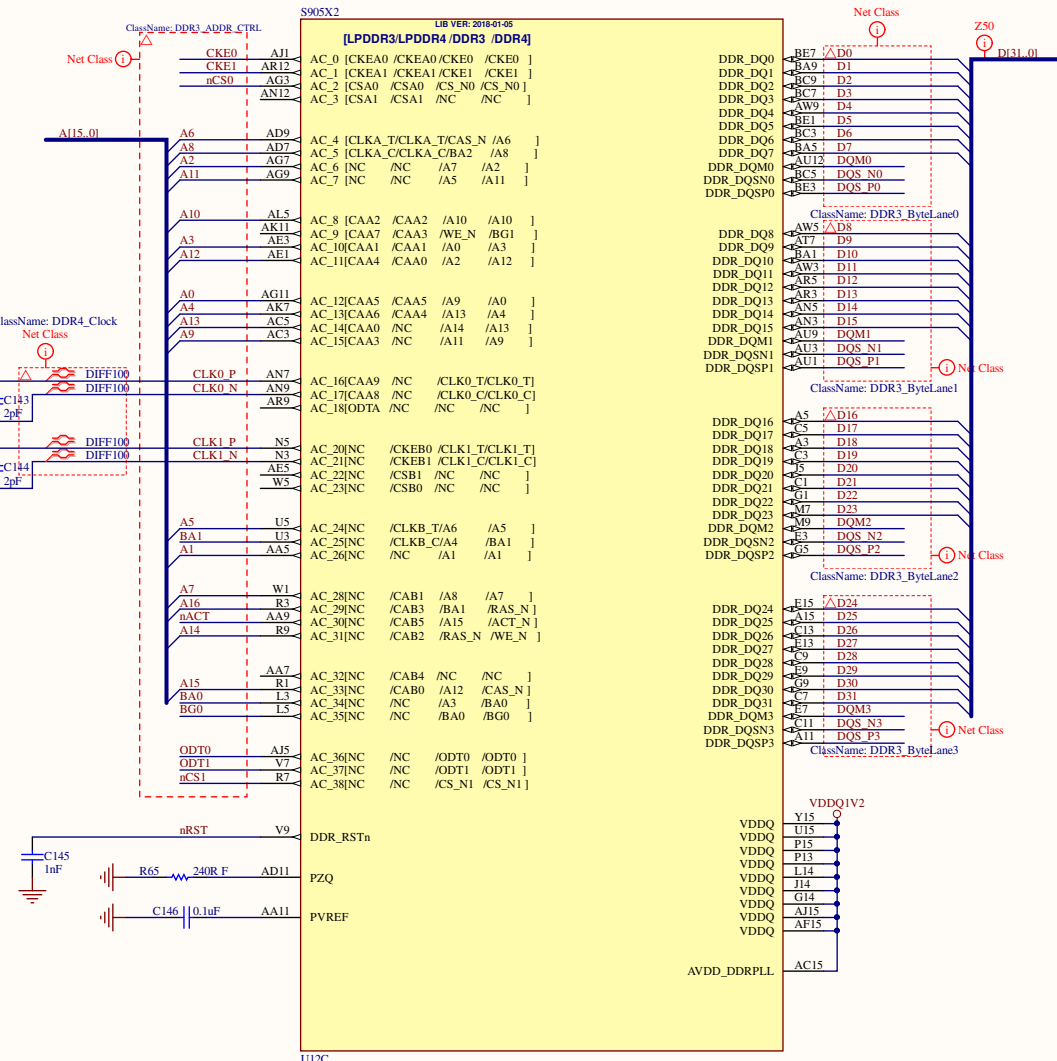 S905X2
ClassName: DDR3_ADDR_CTRL
LIB VER: 2018-01-05
[LPDDR3/LPDDR4 /DDR3 /DDR4]
Net Class
Net Class
Z50
D[31..0]
A[15..0]
CKE0 AJ1 AC_0 [CKEA0 /CKEA0 /CKE0 /CKE0 ]
CKE1 AR12 AC_1 [CKEA1 /CKEA1 /CKE1 /CKE1 ]
nCS0 AG3 AC_2 [CSA0 /CSA0 /CS_N0 /CS_N0 ]
AN12 AC_3 [CSA1 /CSA1 /NC /NC ]
A6 AD9 AC_4 [CLKA_T/CLKA_T/CAS_N /A6 ]
A8 AD7 AC_5 [CLKA_C/CLKA_C/BA2 /A8 ]
A2 AG7 AC_6 [NC /NC /A7 /A2 ]
A11 AG9 AC_7 [NC /NC /A5 /A11 ]
A10 AL5 AC_8 [CAA2 /CAA2 /A10 /A10 ]
AK11 AC_9 [CAA7 /CAA3 /WE_N /BG1 ]
A3 AE3 AC_10[CAA1 /CAA1 /A0 /A3 ]
A12 AE1 AC_11[CAA4 /CAA0 /A2 /A12 ]
A0 AG11 AC_12[CAA5 /CAA5 /A9 /A0 ]
A4 AK7 AC_13[CAA6 /CAA4 /A13 /A4 ]
A13 AC5 AC_14[CAA0 /NC /A14 /A13 ]
A9 AC3 AC_15[CAA3 /NC /A11 /A9 ]
lassName: DDR4_Clock
Net Class
DIFF100 CLK0_P AN7 AC_16[CAA9 /NC /CLK0_T/CLK0_T]
DIFF100 CLK0_N AN9 AC_17[CAA8 /NC /CLK0_C/CLK0_C]
AR9 AC_18[ODTA /NC /NC /NC ]
C143
2pF
DIFF100 CLK1_P N5 AC_20[NC /CKEB0 /CLK1_T/CLK1_T]
DIFF100 CLK1_N N3 AC_21[NC /CKEB1 /CLK1_C/CLK1_C]
AE5 AC_22[NC /CSB1 /NC /NC ]
W5 AC_23[NC /CSB0 /NC /NC ]
C144
2pF
A5 U5 AC_24[NC /CLKB_T/A6 /A5 ]
BA1 U3 AC_25[NC /CLKB_C/A4 /BA1 ]
A1 AA5 AC_26[NC /NC /A1 /A1 ]
A7 W1 AC_28[NC /CAB1 /A8 /A7 ]
A16 R3 AC_29[NC /CAB3 /BA1 /RAS_N ]
nACT AA9 AC_30[NC /CAB5 /A15 /ACT_N ]
A14 R9 AC_31[NC /CAB2 /RAS_N /WE_N ]
AA7 AC_32[NC /CAB4 /NC /NC ]
A15 R1 AC_33[NC /CAB0 /A12 /CAS_N ]
BA0 L3 AC_34[NC /NC /A3 /BA0 ]
BG0 L5 AC_35[NC /NC /BA0 /BG0 ]
ODT0 AJ5 AC_36[NC /NC /ODT0 /ODT0 ]
ODT1 V7 AC_37[NC /NC /ODT1 /ODT1 ]
nCS1 R7 AC_38[NC /NC /CS_N1 /CS_N1 ]
nRST V9 DDR_RSTn
C145
1nF
R65 240R F AD11 PZQ
C146 0.1uF AA11 PVREF
DDR_DQ0 BE7 D0
DDR_DQ1 BA9 D1
DDR_DQ2 BC9 D2
DDR_DQ3 BC7 D3
DDR_DQ4 AW9 D4
DDR_DQ5 BE1 D5
DDR_DQ6 BC3 D6
DDR_DQ7 BA5 D7
DDR_DQM0 AU12 DQM0
DDR_DQSN0 BC5 DQS_N0
DDR_DQSP0 BE3 DQS_P0
ClassName: DDR3_ByteLane0
DDR_DQ8 AW5 D8
DDR_DQ9 AT7 D9
DDR_DQ10 BA1 D10
DDR_DQ11 AW3 D11
DDR_DQ12 AR5 D12
DDR_DQ13 AR3 D13
DDR_DQ14 AN5 D14
DDR_DQ15 AN3 D15
DDR_DQM1 AU9 DQM1
DDR_DQSN1 AU3 DQS_N1
DDR_DQSP1 AU1 DQS_P1
Net Class
ClassName: DDR3_ByteLane1
DDR_DQ16 A5 D16
DDR_DQ17 C5 D17
DDR_DQ18 A3 D18
DDR_DQ19 C3 D19
DDR_DQ20 J5 D20
DDR_DQ21 C1 D21
DDR_DQ22 G1 D22
DDR_DQ23 M7 D23
DDR_DQM2 M9 DQM2
DDR_DQSN2 E3 DQS_N2
DDR_DQSP2 G5 DQS_P2
Net Class
ClassName: DDR3_ByteLane2
DDR_DQ24 E15 D24
DDR_DQ25 A15 D25
DDR_DQ26 C13 D26
DDR_DQ27 E13 D27
DDR_DQ28 C9 D28
DDR_DQ29 E9 D29
DDR_DQ30 G9 D30
DDR_DQ31 C7 D31
DDR_DQM3 E7 DQM3
DDR_DQSN3 C11 DQS_N3
DDR_DQSP3 A11 DQS_P3
Net Class
ClassName: DDR3_ByteLane3
VDDQ1V2
VDDQ Y15
VDDQ U15
VDDQ P15
VDDQ P13
VDDQ L14
VDDQ J14
VDDQ G14
VDDQ AJ15
VDDQ AF15
AVDD_DDRPLL AC15
U12C